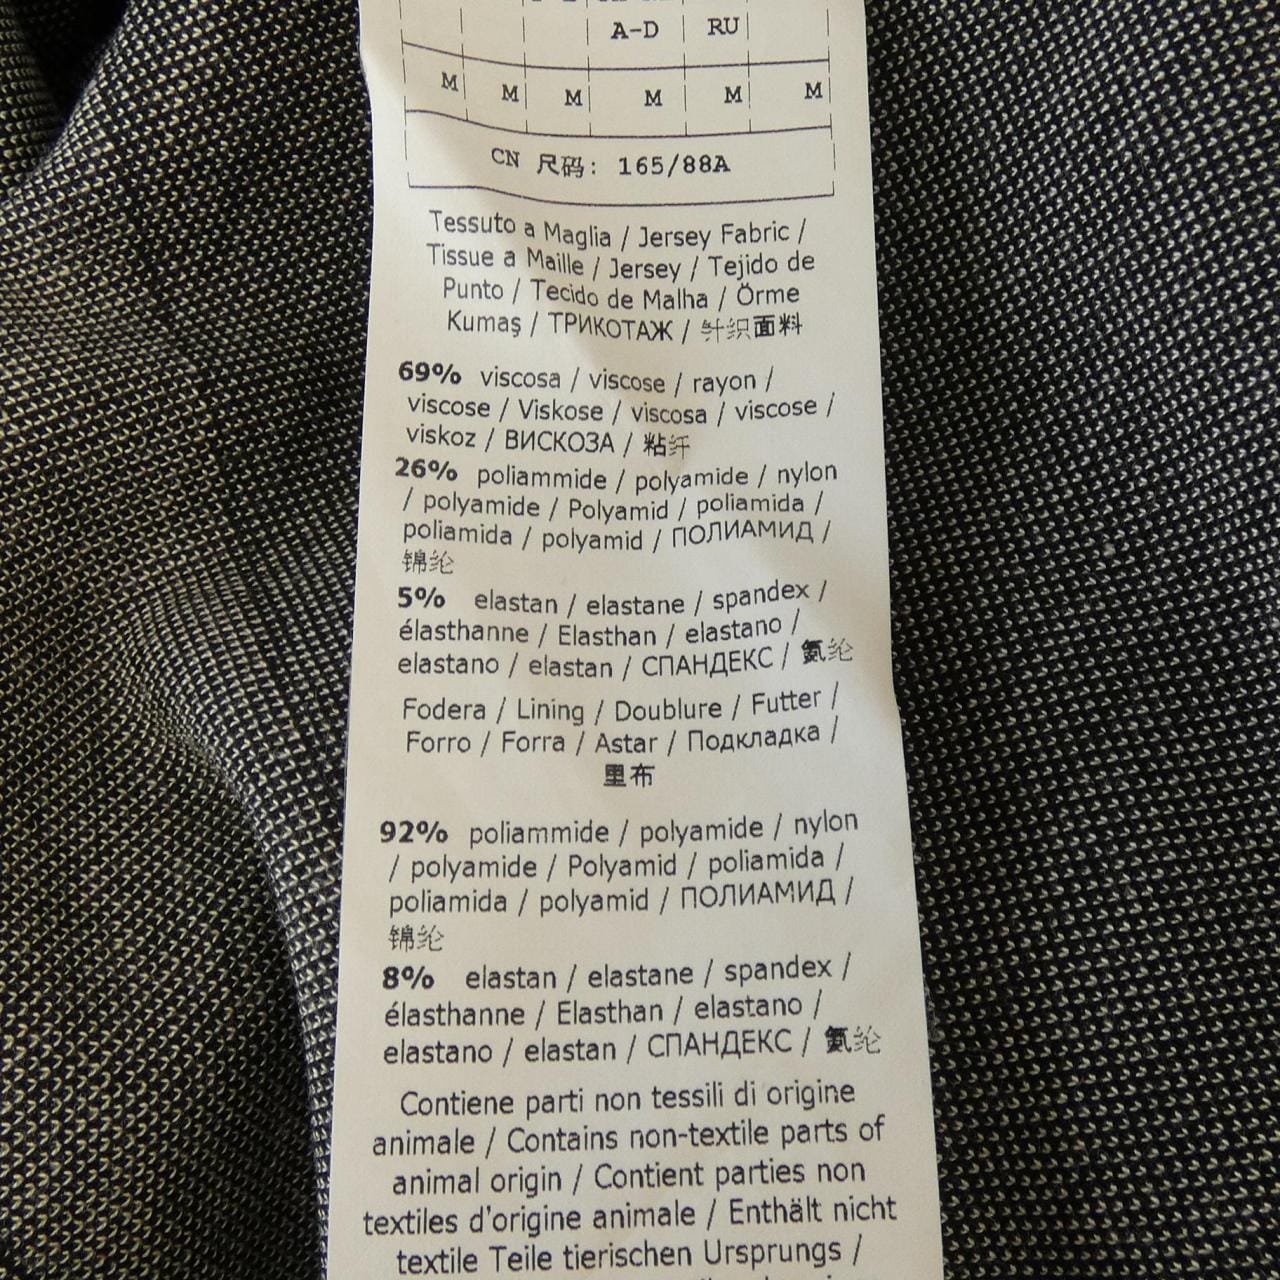 A-D RU
M M M M M M
CN 尺码: 165/88A
Tessuto a Maglia / Jersey Fabric /
Tissue a Maille / Jersey / Tejido de
Punto / Tecido de Malha / Örme
Kumaş / ТРИКОТАЖ / 针织面料
69% viscosa / viscose / rayon /
viscose / Viskose / viscosa / viscose /
viskoz / ВИСКОЗА / 粘纤
26% poliammide / polyamide / nylon
/ polyamide / Polyamid / poliamida /
poliamida / polyamid / ПОЛИАМИД /
锦纶
5% elastan / elastane / spandex /
élasthanne / Elasthan / elastano /
elastano / elastan / СПАНДЕКС / 氨纶
Fodera / Lining / Doublure / Futter /
Forro / Forra / Astar / Подкладка /
里布
92% poliammide / polyamide / nylon
/ polyamide / Polyamid / poliamida /
poliamida / polyamid / ПОЛИАМИД /
锦纶
8% elastan / elastane / spandex /
élasthanne / Elasthan / elastano /
elastano / elastan / СПАНДЕКС / 氨纶
Contiene parti non tessili di origine
animale / Contains non-textile parts of
animal origin / Contient parties non
textiles d'origine animale / Enthält nicht
textile Teile tierischen Ursprungs /